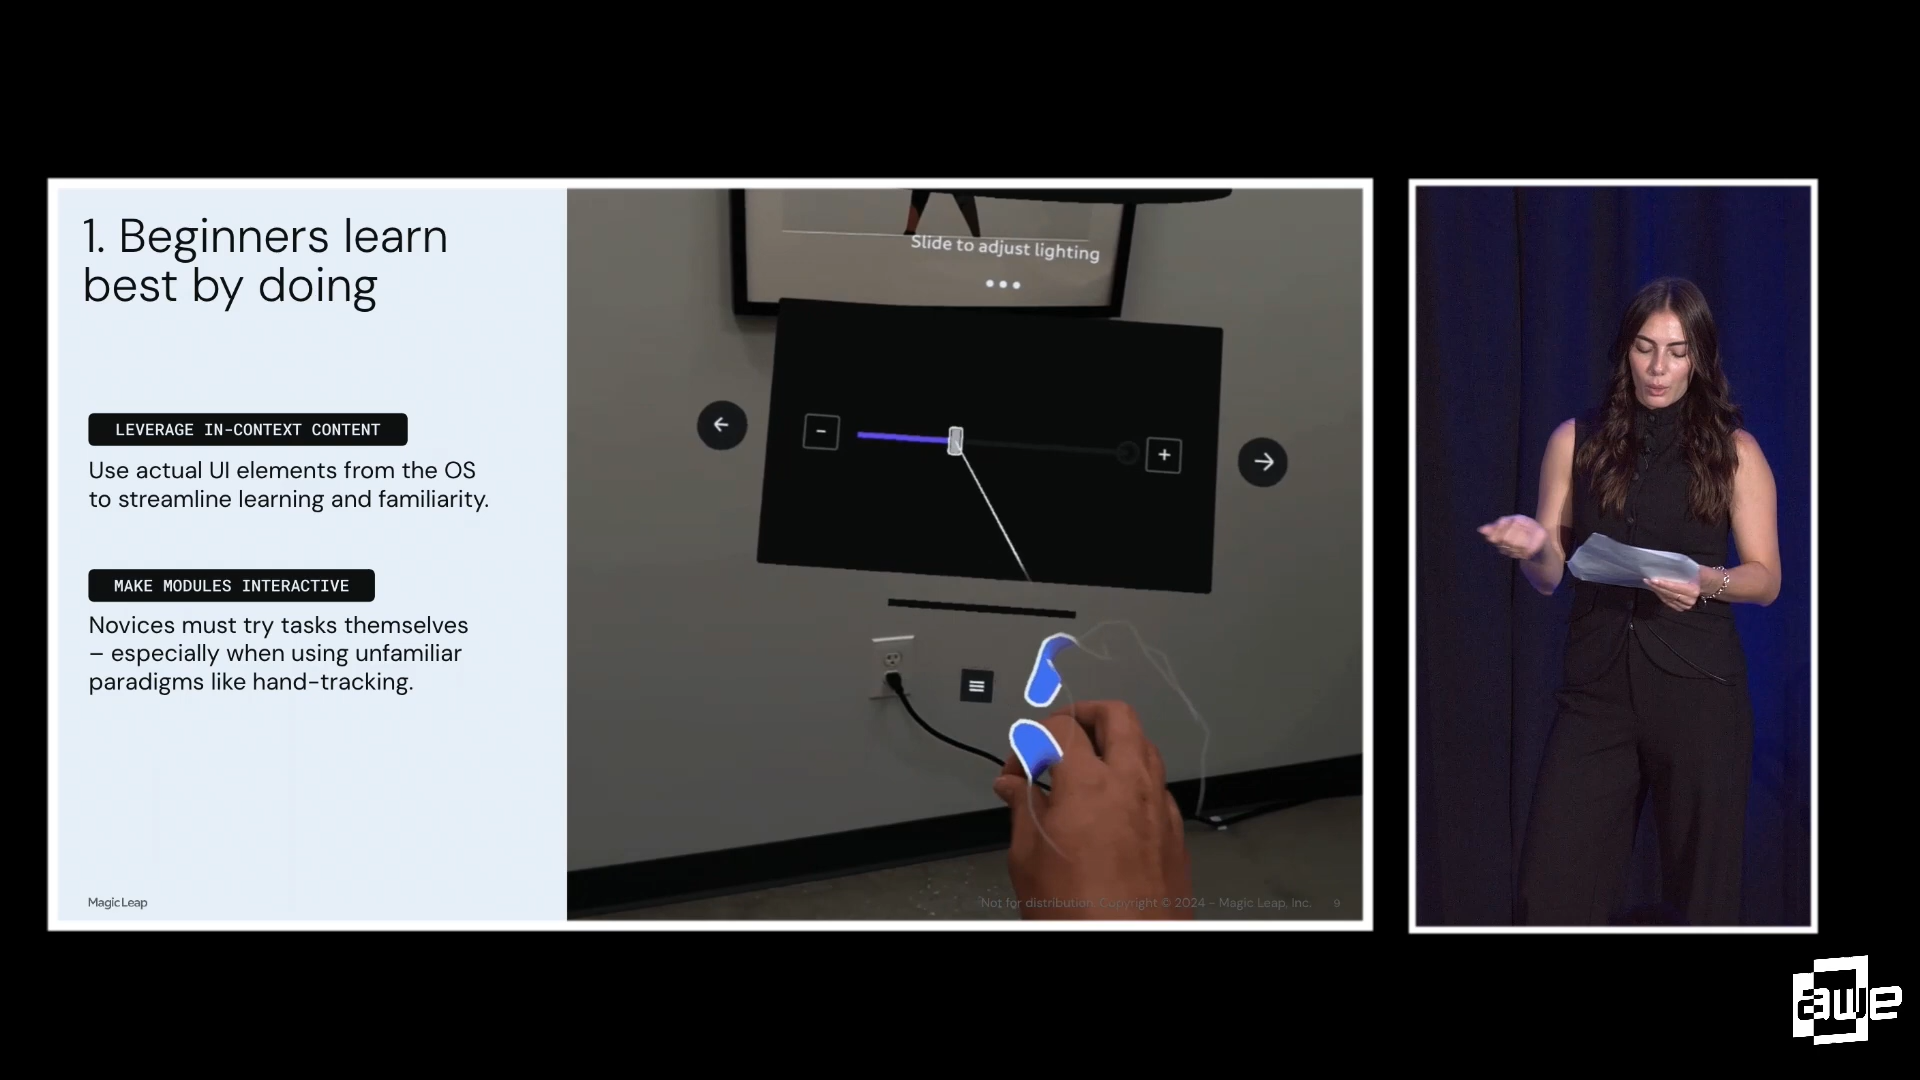 1. Beginners learn
best by doing
LEVERAGE IN-CONTEXT CONTENT
Use actual UI elements from the OS
to streamline learning and familiarity.
MAKE MODULES INTERACTIVE
Novices must try tasks themselves
– especially when using unfamiliar
paradigms like hand-tracking.
Magic Leap
Slide to adjust lighting
Not for distribution. Copyright © 2024 – Magic Leap, Inc.
9
awe